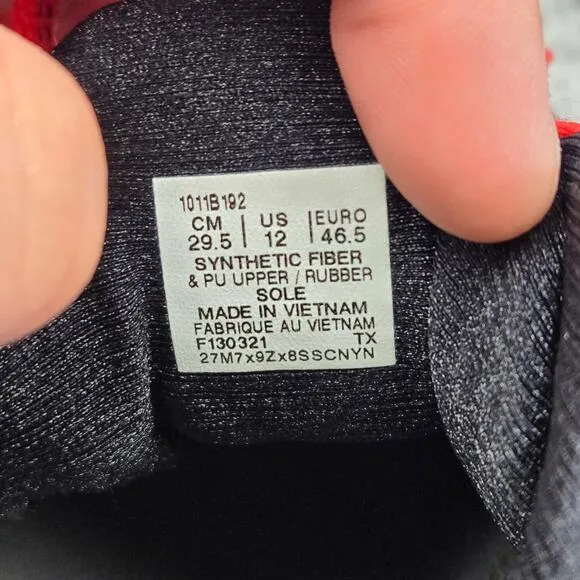 1011B192
CM | US | EURO
29.5 | 12 | 46.5
SYNTHETIC FIBER
& PU UPPER / RUBBER
SOLE
MADE IN VIETNAM
FABRIQUE AU VIETNAM
F130321 TX
27M7x9Zx8SSCNYN